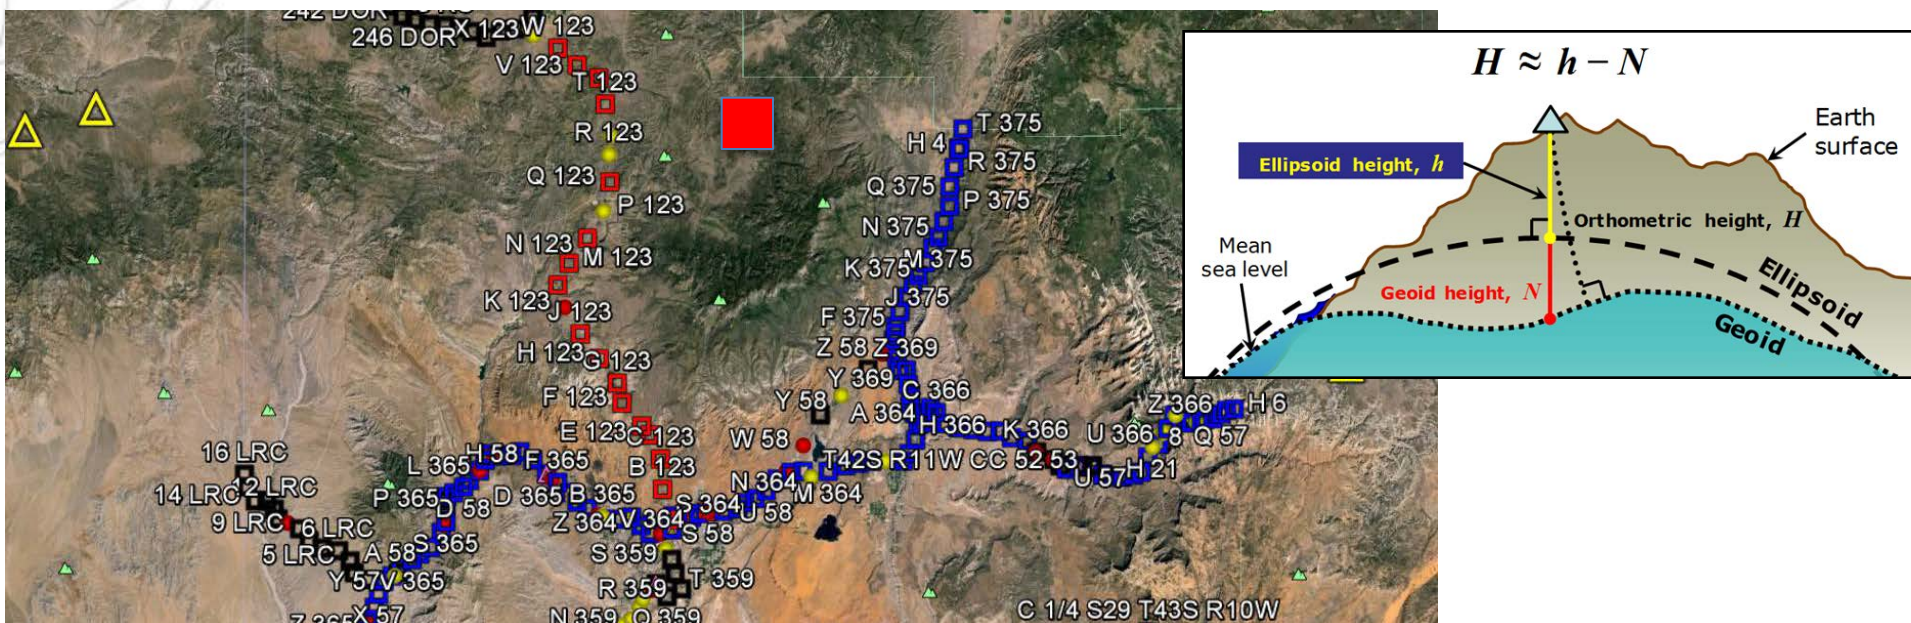 246 DOR
X 123
W 123
V 123
T 123
R 123
Q 123
P 123
N 123
M 123
K 123
J 123
H 123
G 123
F 123
E 123
C 123
B 123
T 375
H 4
R 375
Q 375
P 375
N 375
M 375
K 375
J 375
F 375
Z 58
Z 369
Y 369
Y 58
C 366
A 364
H 366
K 366
Z 366
H 6
U 366
8
Q 57
W 58
T42S R11W CC 52 53
U 57
H 21
16 LRC
12 LRC
14 LRC
9 LRC
6 LRC
5 LRC
H 58
L 365
F 365
P 365
D 365
B 365
D 58
N 364
M 364
S 364
U 58
Z 364
V 364
S 58
A 58
S 365
S 359
Y 57
V 365
R 359
T 359
X 57
N 359
Q 359
C 1/4 S29 T43S R10W
H ≈ h − N
Earth
surface
Ellipsoid height, h
Orthometric height, H
Mean
sea level
Geoid height, N
Ellipsoid
Geoid